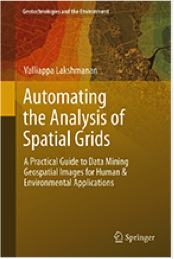 Geotechnologies and the Environment
Valliappa Lakshmanan
Automating
the Analysis of
Spatial Grids
A Practical Guide to Data Mining
Geospatial Images for Human &
Environmental Applications
Springer